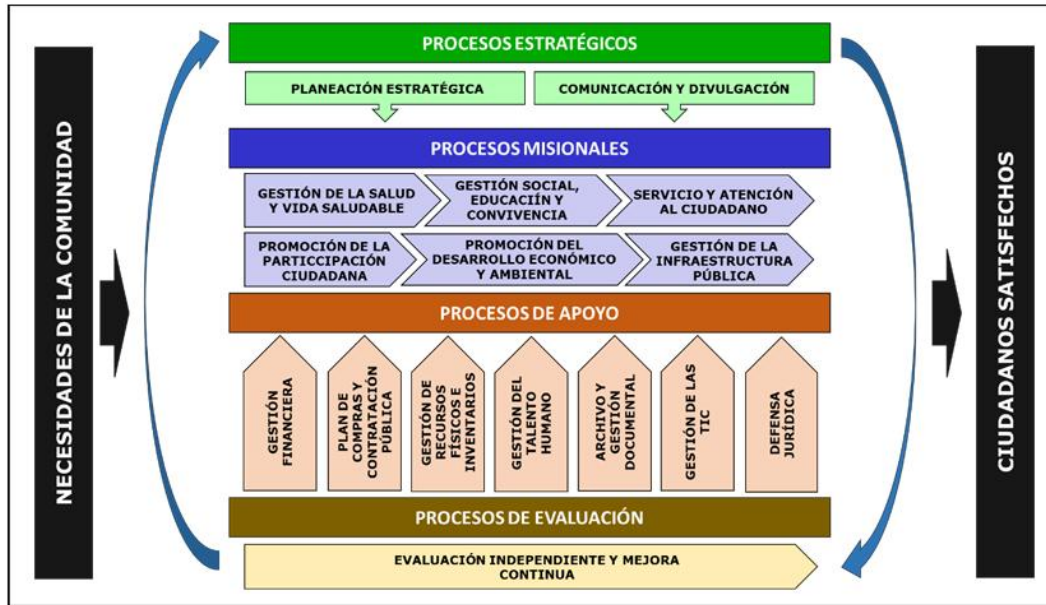 NECESIDADES DE LA COMUNIDAD
PROCESOS ESTRATÉGICOS
PLANEACIÓN ESTRATÉGICA
COMUNICACIÓN Y DIVULGACIÓN
PROCESOS MISIONALES
GESTIÓN DE LA SALUD
Y VIDA SALUDABLE
GESTIÓN SOCIAL,
EDUCACIÍN Y
CONVIVENCIA
SERVICIO Y ATENCIÓN
AL CIUDADANO
PROMOCIÓN DE LA
PARTICCIPACIÓN
CIUDADANA
PROMOCIÓN DEL
DESARROLLO ECONÓMICO
Y AMBIENTAL
GESTIÓN DE LA
INFRAESTRUCTURA
PÚBLICA
PROCESOS DE APOYO
GESTIÓN
FINANCIERA
PLAN DE
COMPRAS Y
CONTRATACIÓN
PÚBLICA
GESTIÓN DE
RECURSOS
FÍSICOS E
INVENTARIOS
GESTIÓN DEL
TALENTO
HUMANO
ARCHIVO Y
GESTIÓN
DOCUMENTAL
GESTIÓN DE LAS
TIC
DEFENSA
JURÍDICA
PROCESOS DE EVALUACIÓN
EVALUACIÓN INDEPENDIENTE Y MEJORA
CONTINUA
CIUDADANOS SATISFECHOS